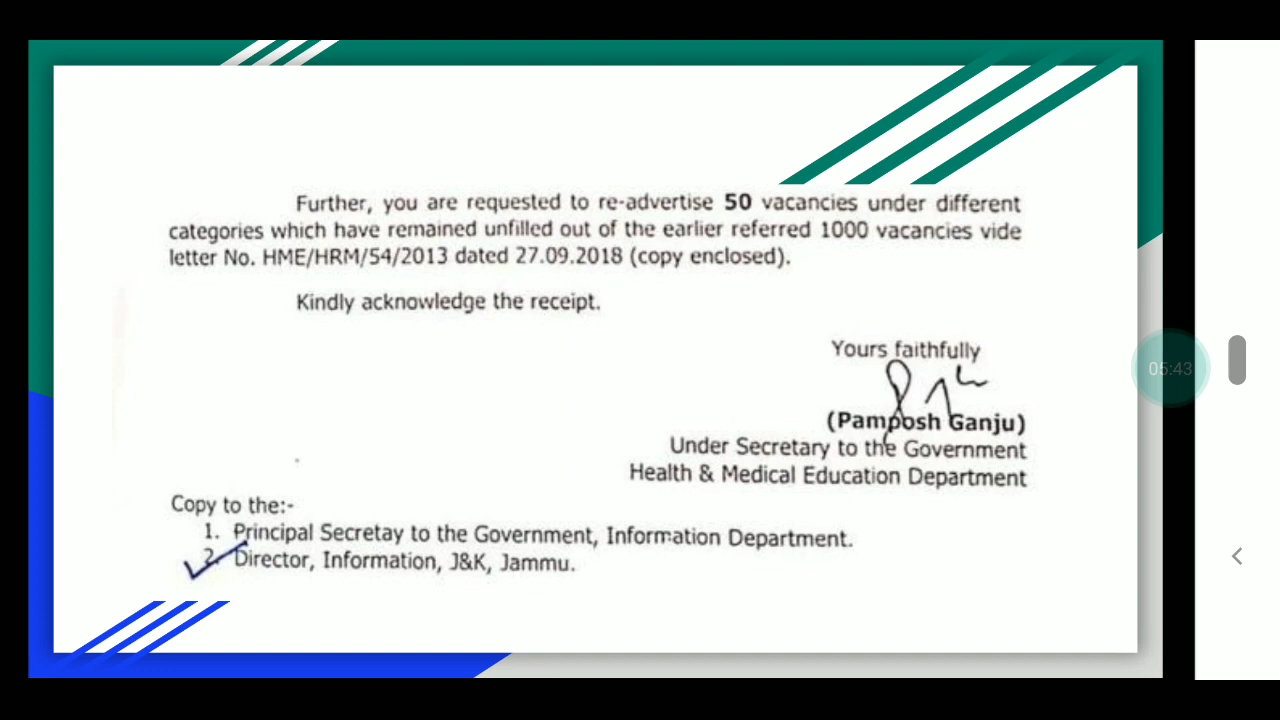 Further, you are requested to re-advertise 50 vacancies under different
categories which have remained unfilled out of the earlier referred 1000 vacancies vide
letter No. HME/HRM/54/2013 dated 27.09.2018 (copy enclosed).
Kindly acknowledge the receipt.
Yours faithfully
(Pamposh Ganju)
Under Secretary to the Government
Health & Medical Education Department
Copy to the:-
1. Principal Secretay to the Government, Information Department.
2. Director, Information, J&K, Jammu.
05:43